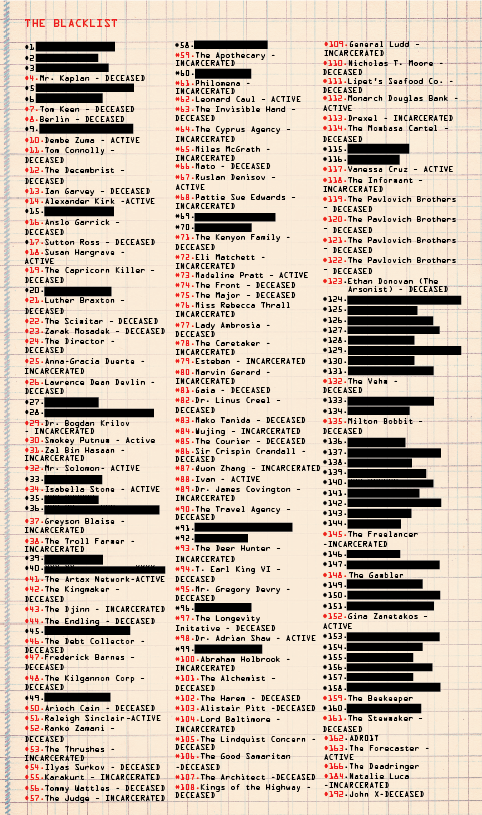 THE BLACKLIST
#1.
#2.
#3.
#4.Mr. Kaplan - DECEASED
#5.
#6.
#7.Tom Keen - DECEASED
#8.Berlin - DECEASED
#9.
#10.Dembe Zuma - ACTIVE
#11.Tom Connolly -
DECEASED
#12.The Decembrist -
DECEASED
#13.Ian Garvey - DECEASED
#14.Alexander Kirk -ACTIVE
#15.
#16.Anslo Garrick -
DECEASED
#17.Sutton Ross - DECEASED
#18.Susan Hargrave -
ACTIVE
#19.The Capricorn Killer -
DECEASED
#20.
#21.Luther Braxton -
DECEASED
#22.The Scimitar - DECEASED
#23.Zarak Mosadek - DECEASED
#24.The Director -
DECEASED
#25.Anna-Gracia Duerte -
INCARCERATED
#26.Lawrence Dean Devlin -
DECEASED
#27.
#28.
#29.Dr. Bogdan Krilov
- INCARCERATED
#30.Smokey Putnum - Active
#31.Zal Bin Hasaan -
INCARCERATED
#32.Mr. Solomon- ACTIVE
#33.
#34.Isabella Stone - ACTIVE
#35.
#36.
#37.Greyson Blaise -
INCARCERATED
#38.The Troll Farmer -
INCARCERATED
#39.
#40.
#41.The Artax Network-ACTIVE
#42.The Kingmaker -
DECEASED
#43.The Djinn - INCARCERATED
#44.The Endling - DECEASED
#45.
#46.The Debt Collector -
DECEASED
#47.Frederick Barnes -
DECEASED
#48.The Kilgannon Corp -
DECEASED
#49.
#50.Arioch Cain - DECEASED
#51.Raleigh Sinclair-ACTIVE
#52.Ranko Zamani -
DECEASED
#53.The Thrushes -
INCARCERATED
#54.Ilyas Surkov - DECEASED
#55.Karakurt - INCARCERATED
#56.Tommy Wattles - DECEASED
#57.The Judge - INCARCERATED
#58.
#59.The Apothecary -
INCARCERATED
#60.
#61.Philomena -
INCARCERATED
#62.Leonard Caul - ACTIVE
#63.The Invisible Hand -
DECEASED
#64.The Cyprus Agency -
INCARCERATED
#65.Miles McGrath -
INCARCERATED
#66.Mato - DECEASED
#67.Ruslan Denisov -
ACTIVE
#68.Pattie Sue Edwards -
INCARCERATED
#69.
#70.
#71.The Kenyon Family -
DECEASED
#72.Eli Matchett -
INCARCERATED
#73.Madeline Pratt - ACTIVE
#74.The Front - DECEASED
#75.The Major - DECEASED
#76.Miss Rebecca Thrall
INCARCERATED
#77.Lady Ambrosia -
DECEASED
#78.The Caretaker -
INCARCERATED
#79.Esteban - INCARCERATED
#80.Marvin Gerard -
INCARCERATED
#81.Gaia - DECEASED
#82.Dr. Linus Creel -
DECEASED
#83.Mako Tanida - DECEASED
#84.Wujing - INCARCERATED
#85.The Courier - DECEASED
#86.Sir Crispin Crandall -
DECEASED
#87.Quon Zhang - INCARCERATED
#88.Ivan - ACTIVE
#89.Dr. James Covington -
INCARCERATED
#90.The Travel Agency -
DECEASED
#91.
#92.
#93.The Deer Hunter -
INCARCERATED
#94.T. Earl King VI -
DECEASED
#95.Mr. Gregory Devry -
DECEASED
#96.
#97.The Longevity
Initative - DECEASED
#98.Dr. Adrian Shaw - ACTIVE
#99.
#100.Abraham Holbrook -
INCARCERATED
#101.The Alchemist -
DECEASED
#102.The Harem - DECEASED
#103.Alistair Pitt -DECEASED
#104.Lord Baltimore -
INCARCERATED
#105.The Lindquist Concern -
DECEASED
#106.The Good Samaritan
-DECEASED
#107.The Architect -DECEASED
#108.Kings of the Highway -
DECEASED
#109.General Ludd -
INCARCERATED
#110.Nicholas T. Moore -
DECEASED
#111.Lipet's Seafood Co. -
DECEASED
#112.Monarch Douglas Bank -
ACTIVE
#113.Drexel - INCARCERATED
#114.The Mombasa Cartel -
DECEASED
#115.
#116.
#117.Vanessa Cruz - ACTIVE
#118.The Informant -
INCARCERATED
#119.The Pavlovich Brothers
- DECEASED
#120.The Pavlovich Brothers
- DECEASED
#121.The Pavlovich Brothers
- DECEASED
#122.The Pavlovich Brothers
- DECEASED
#123.Ethan Donovan (The
Arsonist) - DECEASED
#124.
#125.
#126.
#127.
#128.
#129.
#130.
#131.
#132.The Vehm -
DECEASED
#133.
#134.
#135.Milton Bobbit -
DECEASED
#136.
#137.
#138.
#139.
#140.
#141.
#142.
#143.
#144.
#145.The Freelancer
-INCARCERATED
#146.
#147.
#148.The Gambler
#149.
#150.
#151.
#152.Gina Zanetakos -
ACTIVE
#153.
#154.
#155.
#156.
#157.
#158.
#159.The Beekeeper
#160.
#161.The Stewmaker -
DECEASED
#162.ADR01T
#163.The Forecaster -
ACTIVE
#166.The Deadringer
#184.Natalie Luca
-INCARCERATED
#192.John X-DECEASED